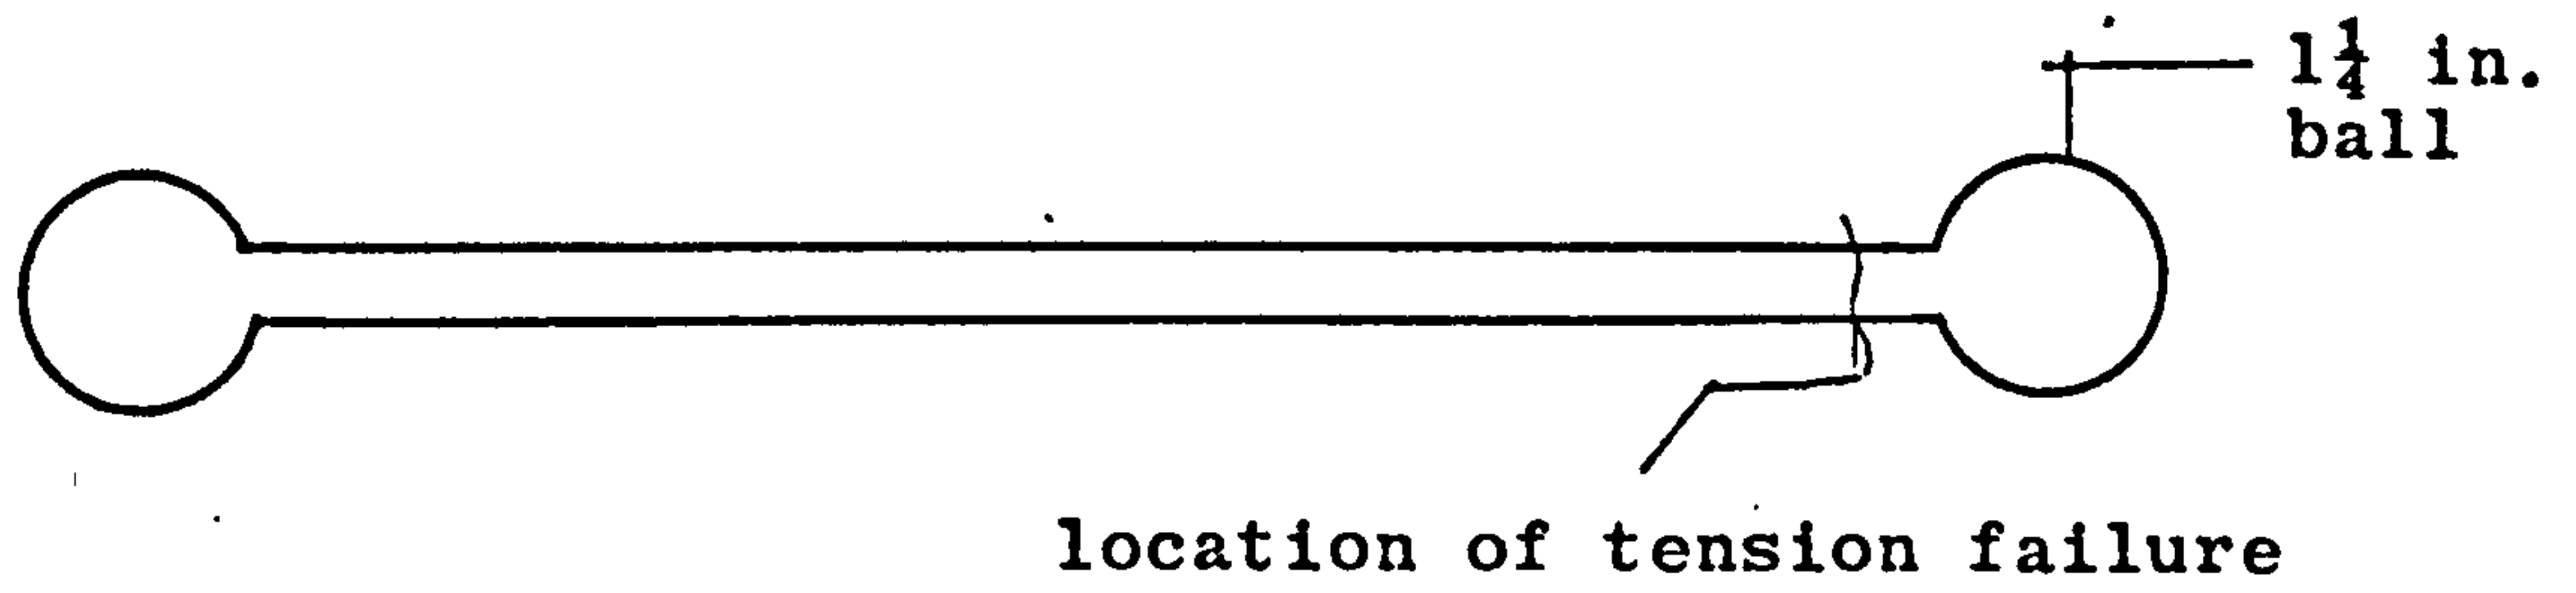 1¼ in.
ball
location of tension failure